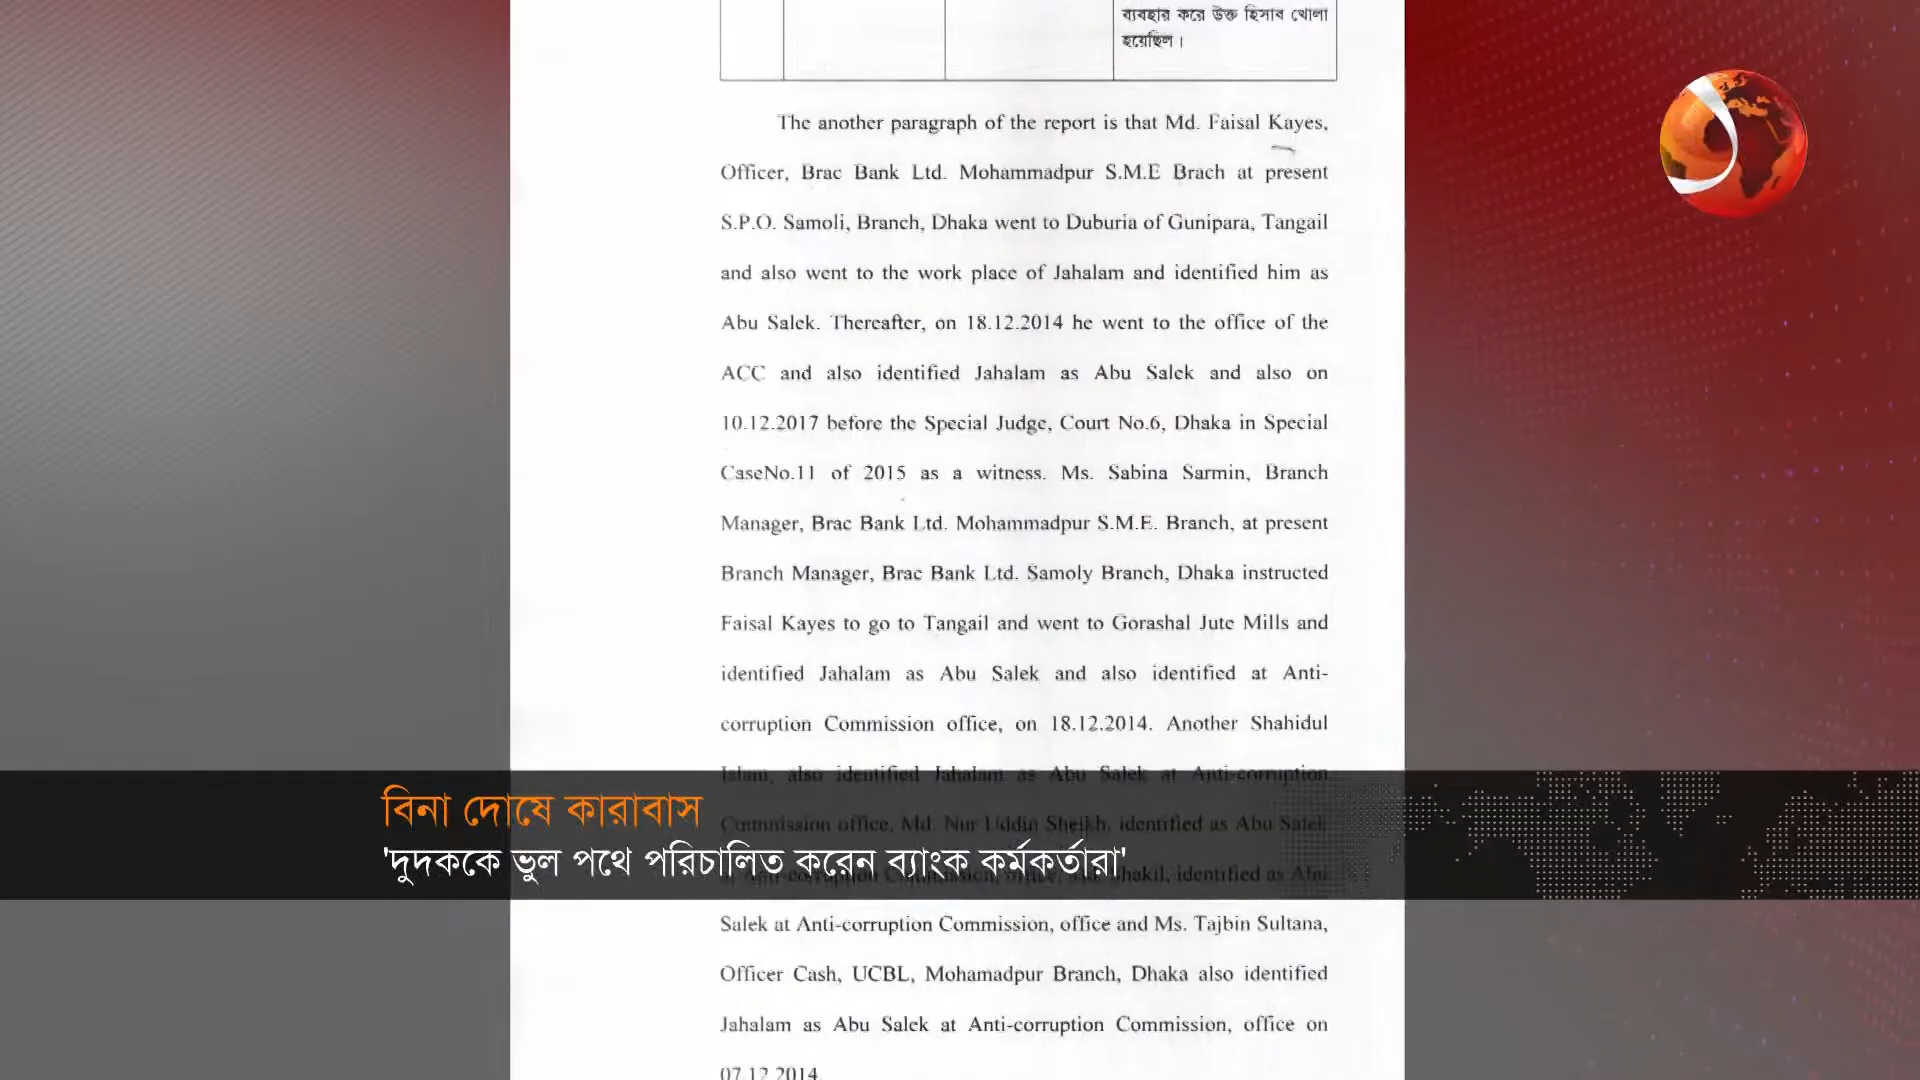 ব্যবহার করে উক্ত হিসাব খোলা
হয়েছিল।
The another paragraph of the report is that Md. Faisal Kayes,
Officer, Brac Bank Ltd. Mohammadpur S.M.E Brach at present
S.P.O. Samoli, Branch, Dhaka went to Duburia of Gunipara, Tangail
and also went to the work place of Jahalam and identified him as
Abu Salek. Thereafter, on 18.12.2014 he went to the office of the
ACC and also identified Jahalam as Abu Salek and also on
10.12.2017 before the Special Judge, Court No.6, Dhaka in Special
CaseNo.11 of 2015 as a witness. Ms. Sabina Sarmin, Branch
Manager, Brac Bank Ltd. Mohammadpur S.M.E. Branch, at present
Branch Manager, Brac Bank Ltd. Samoly Branch, Dhaka instructed
Faisal Kayes to go to Tangail and went to Gorashal Jute Mills and
identified Jahalam as Abu Salek and also identified at Anti-
corruption Commission office, on 18.12.2014. Another Shahidul
Islam, also identified Jahalam as Abu Salek at Anti-corruption
Commission office, Md. Nur Uddin Sheikh, identified as Abu Salek
hakil, identified as Abu
Salek at Anti-corruption Commission, office and Ms. Tajbin Sultana,
Officer Cash, UCBL, Mohamadpur Branch, Dhaka also identified
Jahalam as Abu Salek at Anti-corruption Commission, office on
07.12.2014.
বিনা দোষে কারাবাস
'দুদককে ভুল পথে পরিচালিত করেন ব্যাংক কর্মকর্তারা'